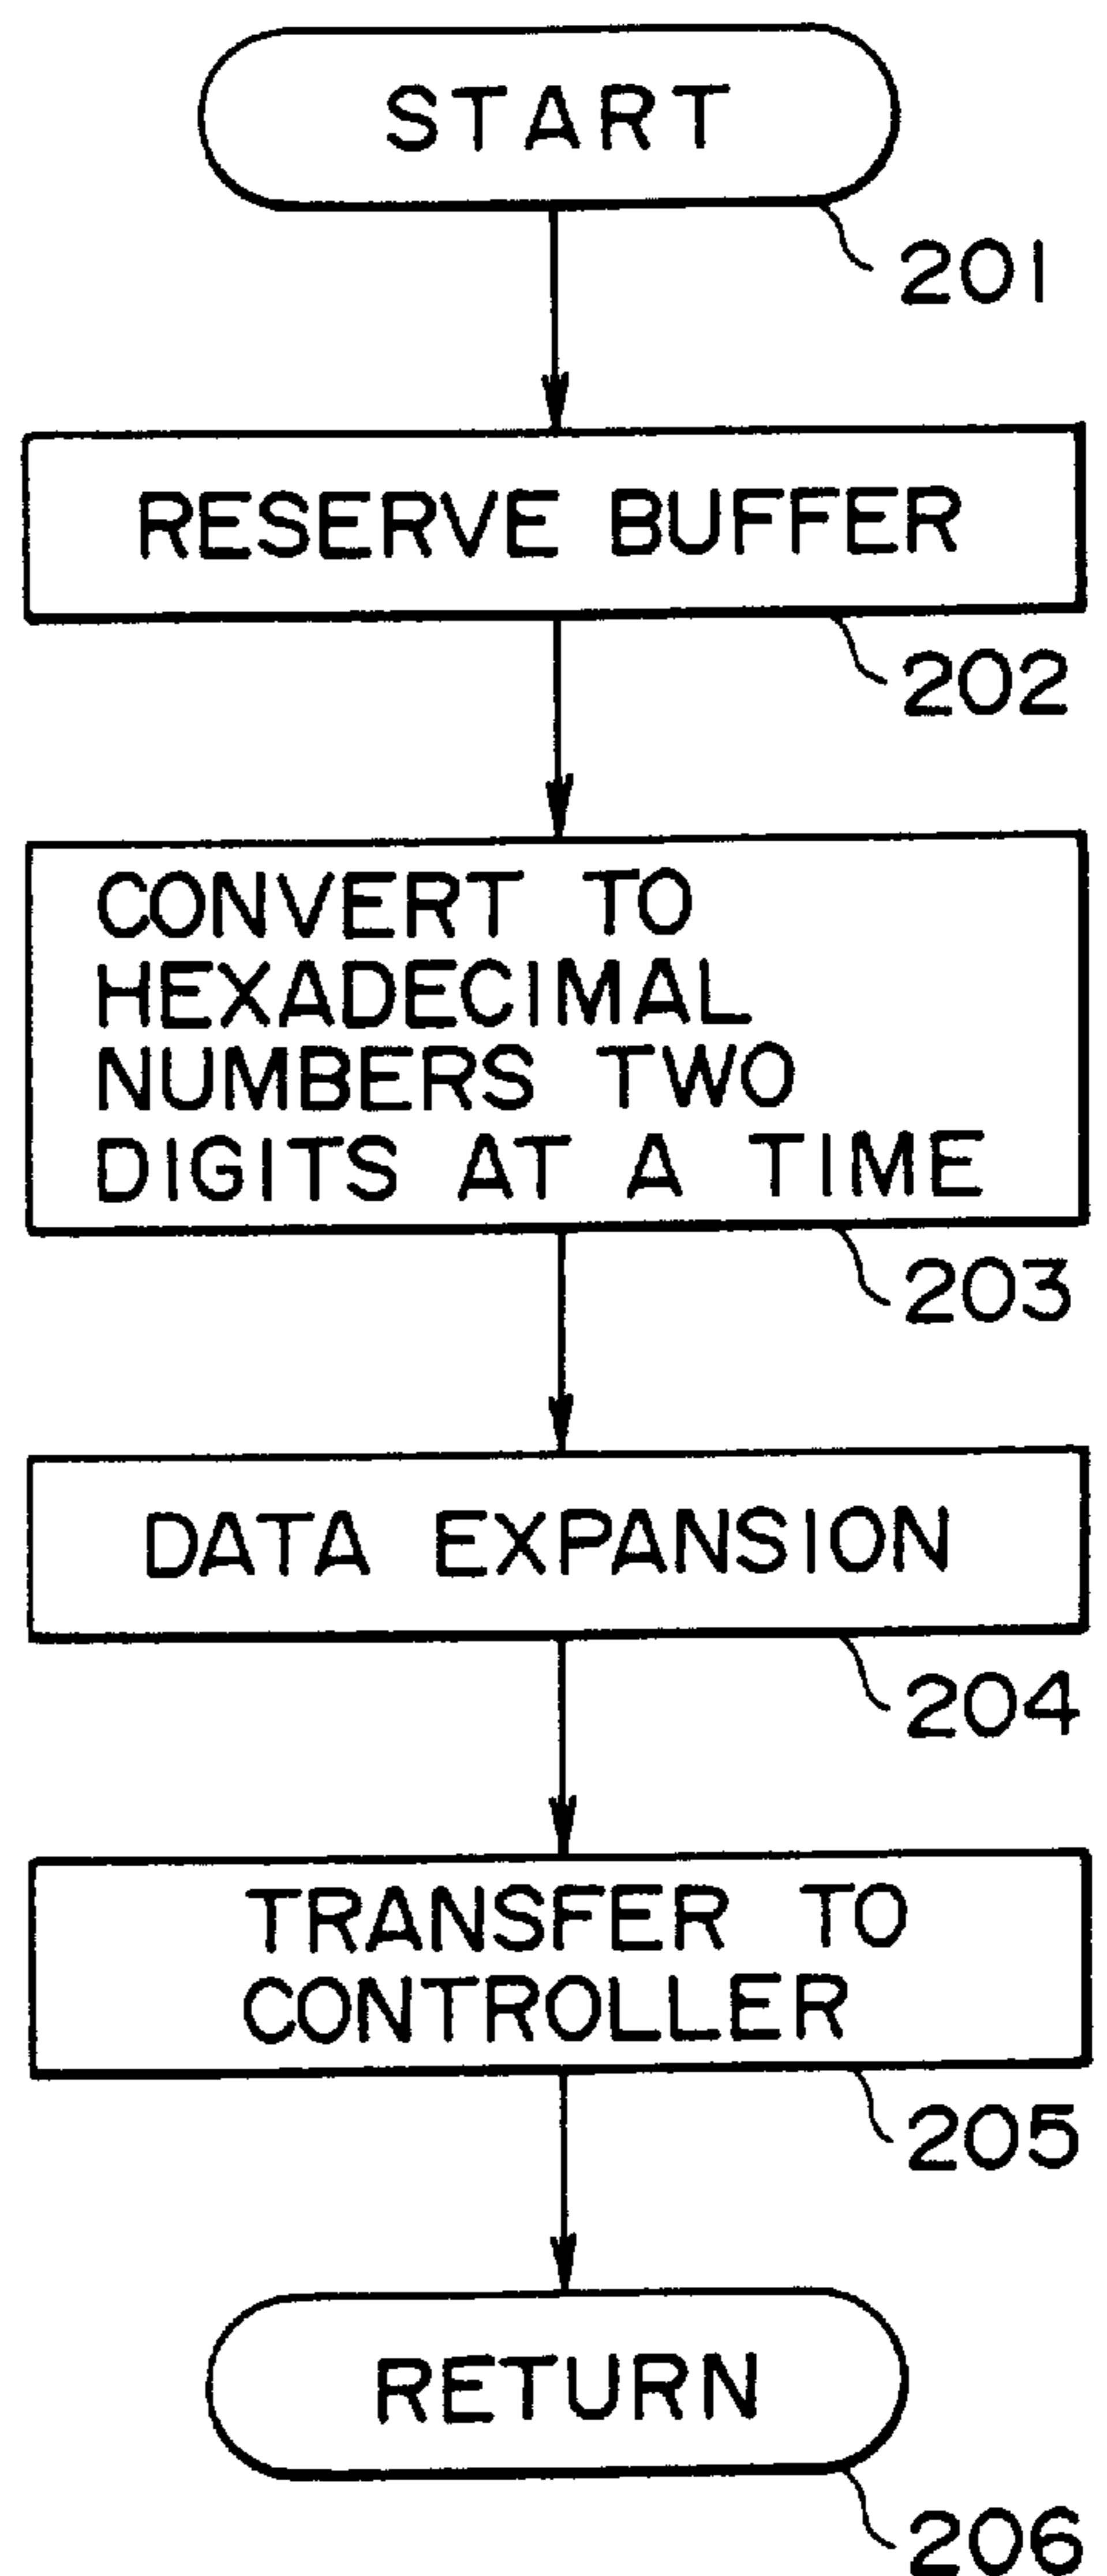 START
201
RESERVE BUFFER
202
CONVERT TO
HEXADECIMAL
NUMBERS TWO
DIGITS AT A TIME
203
DATA EXPANSION
204
TRANSFER TO
CONTROLLER
205
RETURN
206